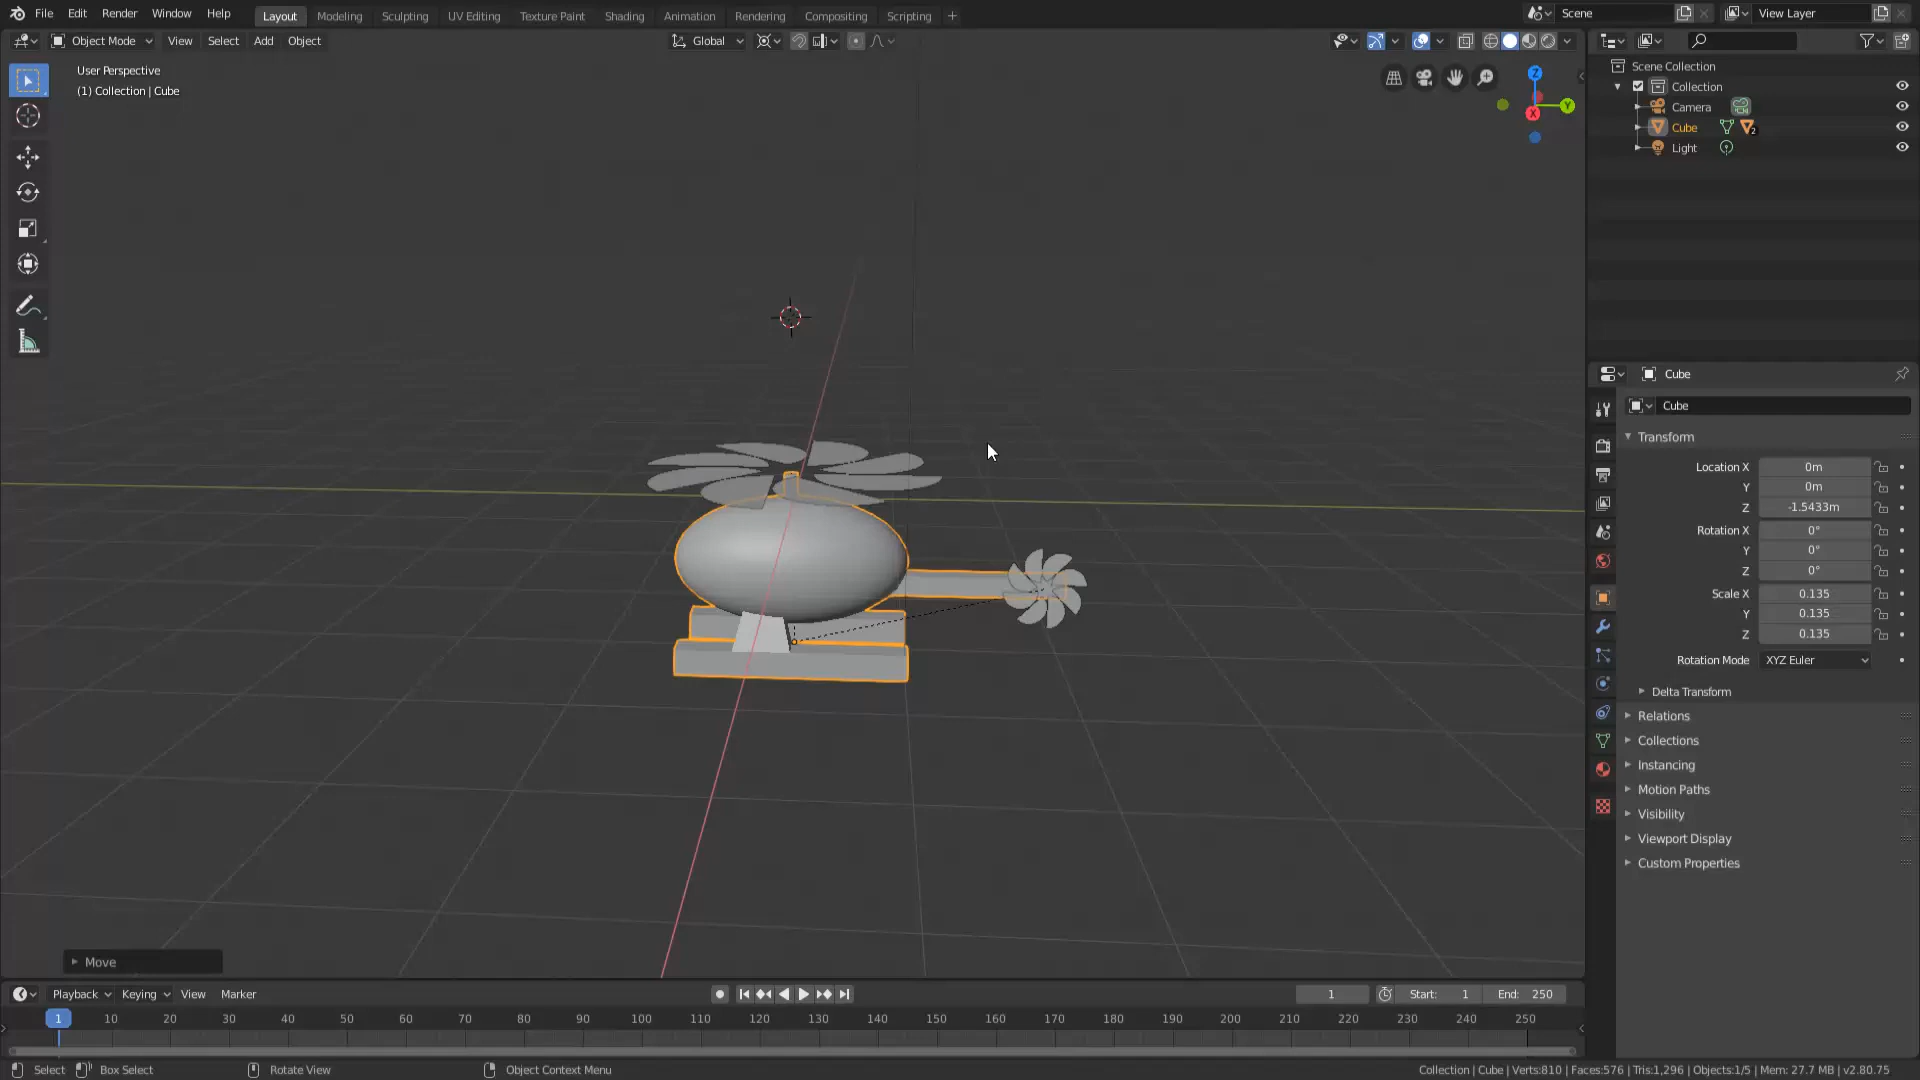 File Edit Render Window Help Layout Modeling Sculpting UV Editing Texture Paint Shading Animation Rendering Compositing Scripting + Scene View Layer
Object Mode View Select Add Object Global
User Perspective
(1) Collection | Cube
Z
Y
X
Scene Collection
Collection
Camera
Cube 2
Light
Cube
Cube
Transform
Location X 0m
Y 0m
Z -1.5433m
Rotation X 0°
Y 0°
Z 0°
Scale X 0.135
Y 0.135
Z 0.135
Rotation Mode XYZ Euler
Delta Transform
Relations
Collections
Instancing
Motion Paths
Visibility
Viewport Display
Custom Properties
Move
Playback Keying View Marker 1 Start: 1 End: 250
1 10 20 30 40 50 60 70 80 90 100 110 120 130 140 150 160 170 180 190 200 210 220 230 240 250
Select Box Select Rotate View Object Context Menu Collection | Cube | Verts:810 | Faces:576 | Tris:1,296 | Objects:1/5 | Mem: 27.7 MB | v2.80.75